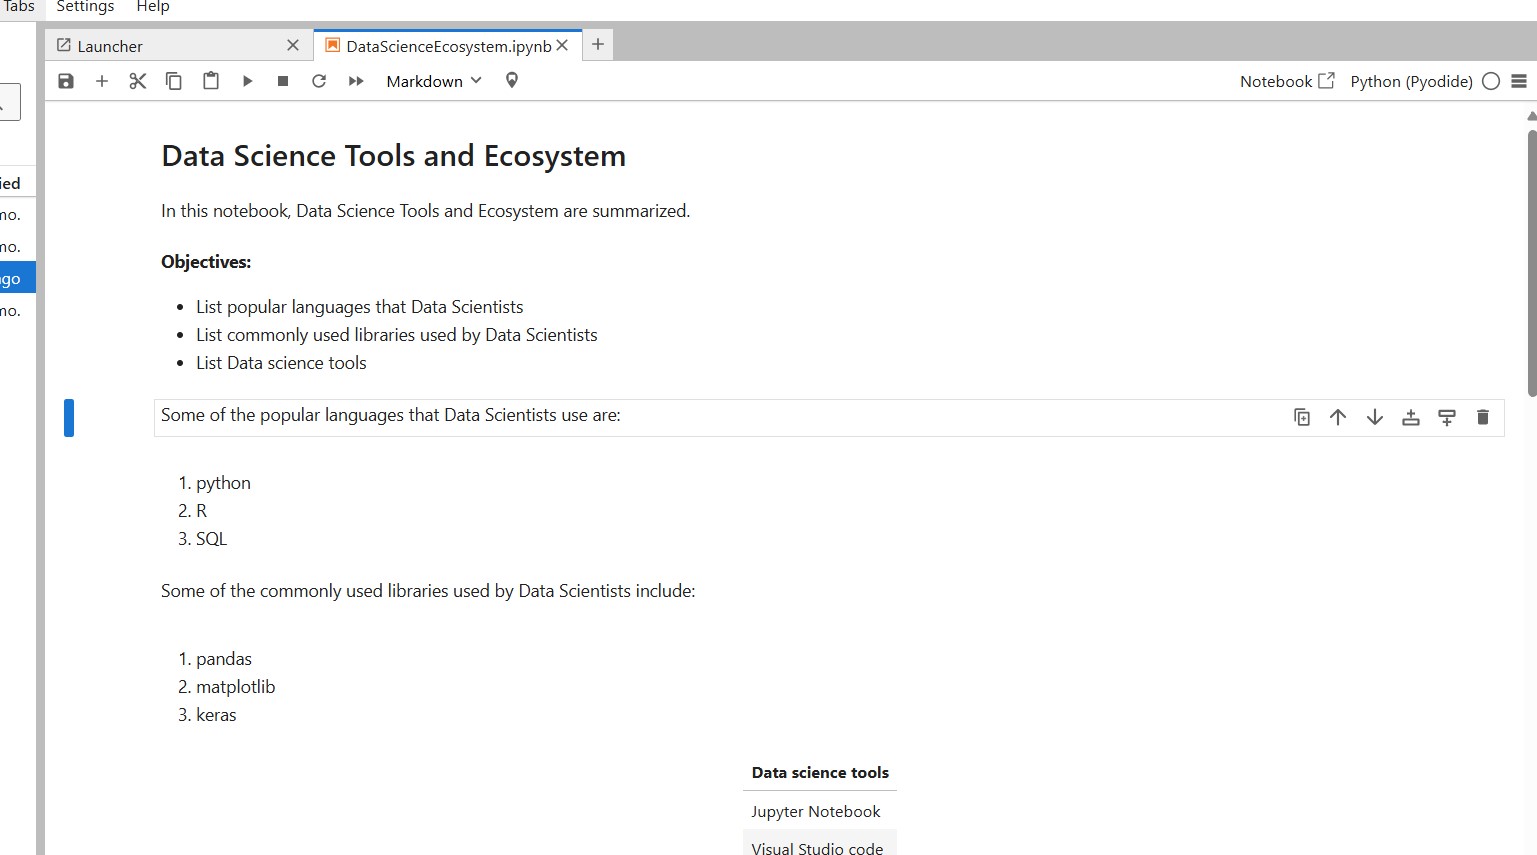 Tabs Settings Help
Launcher DataScienceEcosystem.ipynb
Markdown Notebook Python (Pyodide)
Data Science Tools and Ecosystem
ied
In this notebook, Data Science Tools and Ecosystem are summarized.
mo.
mo.
Objectives:
go
List popular languages that Data Scientists
mo.
List commonly used libraries used by Data Scientists
List Data science tools
Some of the popular languages that Data Scientists use are:
1. python
2. R
3. SQL
Some of the commonly used libraries used by Data Scientists include:
1. pandas
2. matplotlib
3. keras
Data science tools
Jupyter Notebook
Visual Studio code